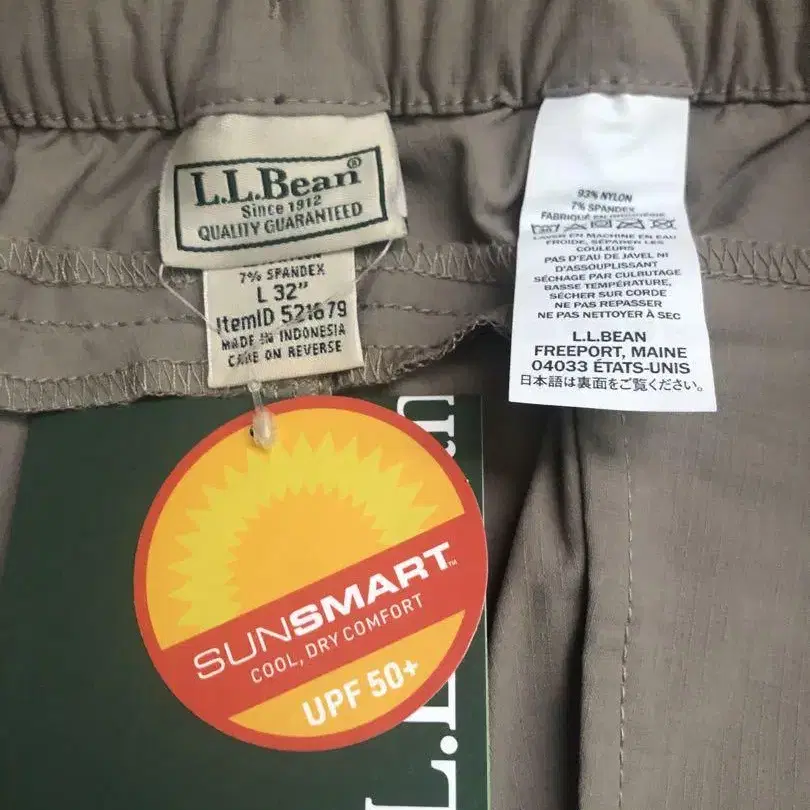 L.L.Bean®
Since 1912
QUALITY GUARANTEED
7% SPANDEX
L 32"
ItemID 521679
MADE IN INDONESIA
CARE ON REVERSE
93% NYLON
7% SPANDEX
FABRIQUÉ EN INDONÉSIE
LAVER EN MACHINE EN EAU
FROIDE, SÉPARER LES
COULEURS
PAS D'EAU DE JAVEL NI
D'ASSOUPLISSANT
SÉCHAGE PAR CULBUTAGE
BASSE TEMPÉRATURE,
SÉCHER SUR CORDE
NE PAS REPASSER
NE PAS NETTOYER À SEC
L.L.BEAN
FREEPORT, MAINE
04033 ÉTATS-UNIS
日本語は裏面をご覧ください。
SUNSMART™
COOL, DRY COMFORT
UPF 50+